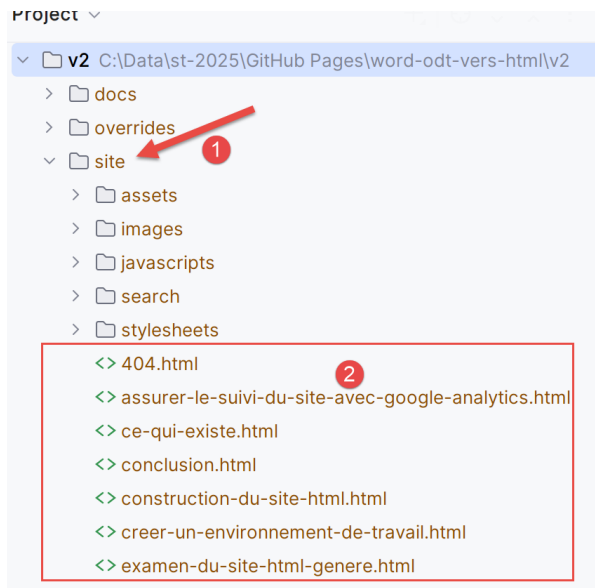 Project
v2 C:\Data\st-2025\GitHub Pages\word-odt-vers-html\v2
docs
overrides
1
site
assets
images
javascripts
search
stylesheets
404.html
2
assurer-le-suivi-du-site-avec-google-analytics.html
ce-qui-existe.html
conclusion.html
construction-du-site-html.html
creer-un-environnement-de-travail.html
examen-du-site-html-genere.html